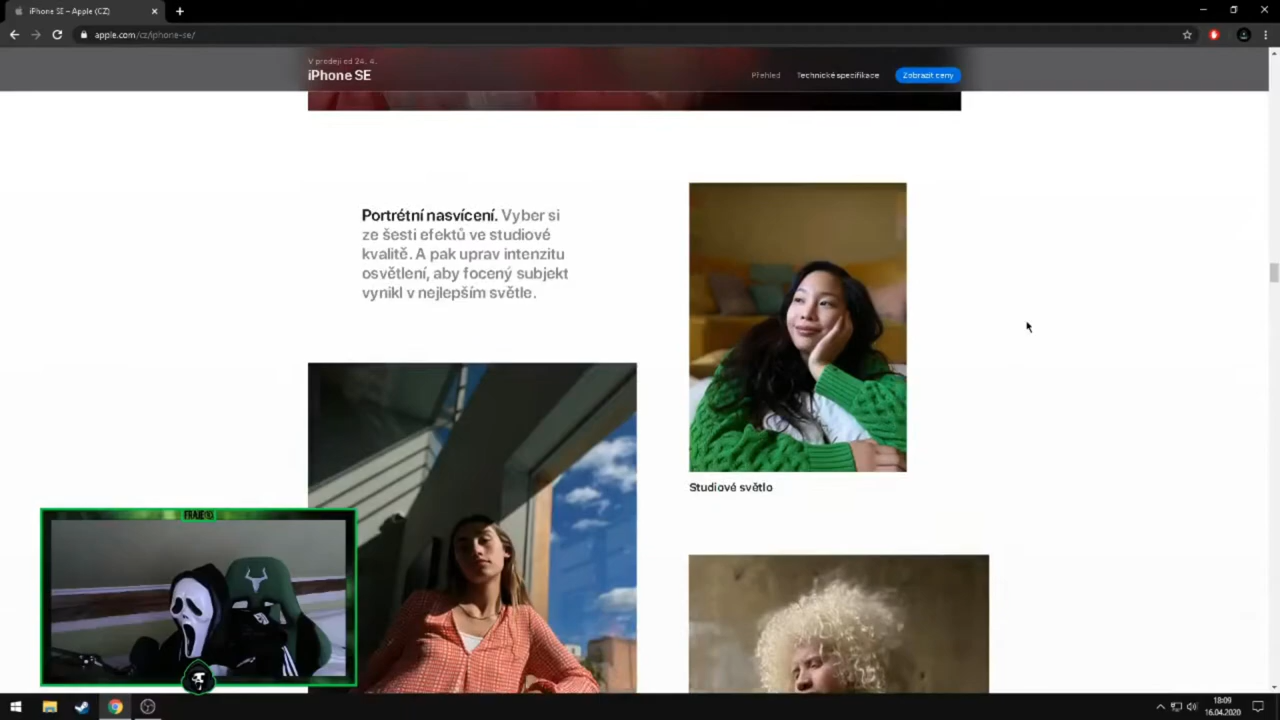 iPhone SE – Apple (CZ)
apple.com/cz/iphone-se/
V prodeji od 24. 4.
iPhone SE
Přehled
Technické specifikace
Zobrazit ceny
Portrétní nasvícení. Vyber si
ze šesti efektů ve studiové
kvalitě. A pak uprav intenzitu
osvětlení, aby focený subjekt
vynikl v nejlepším světle.
Studiové světlo
18:09
16.04.2020